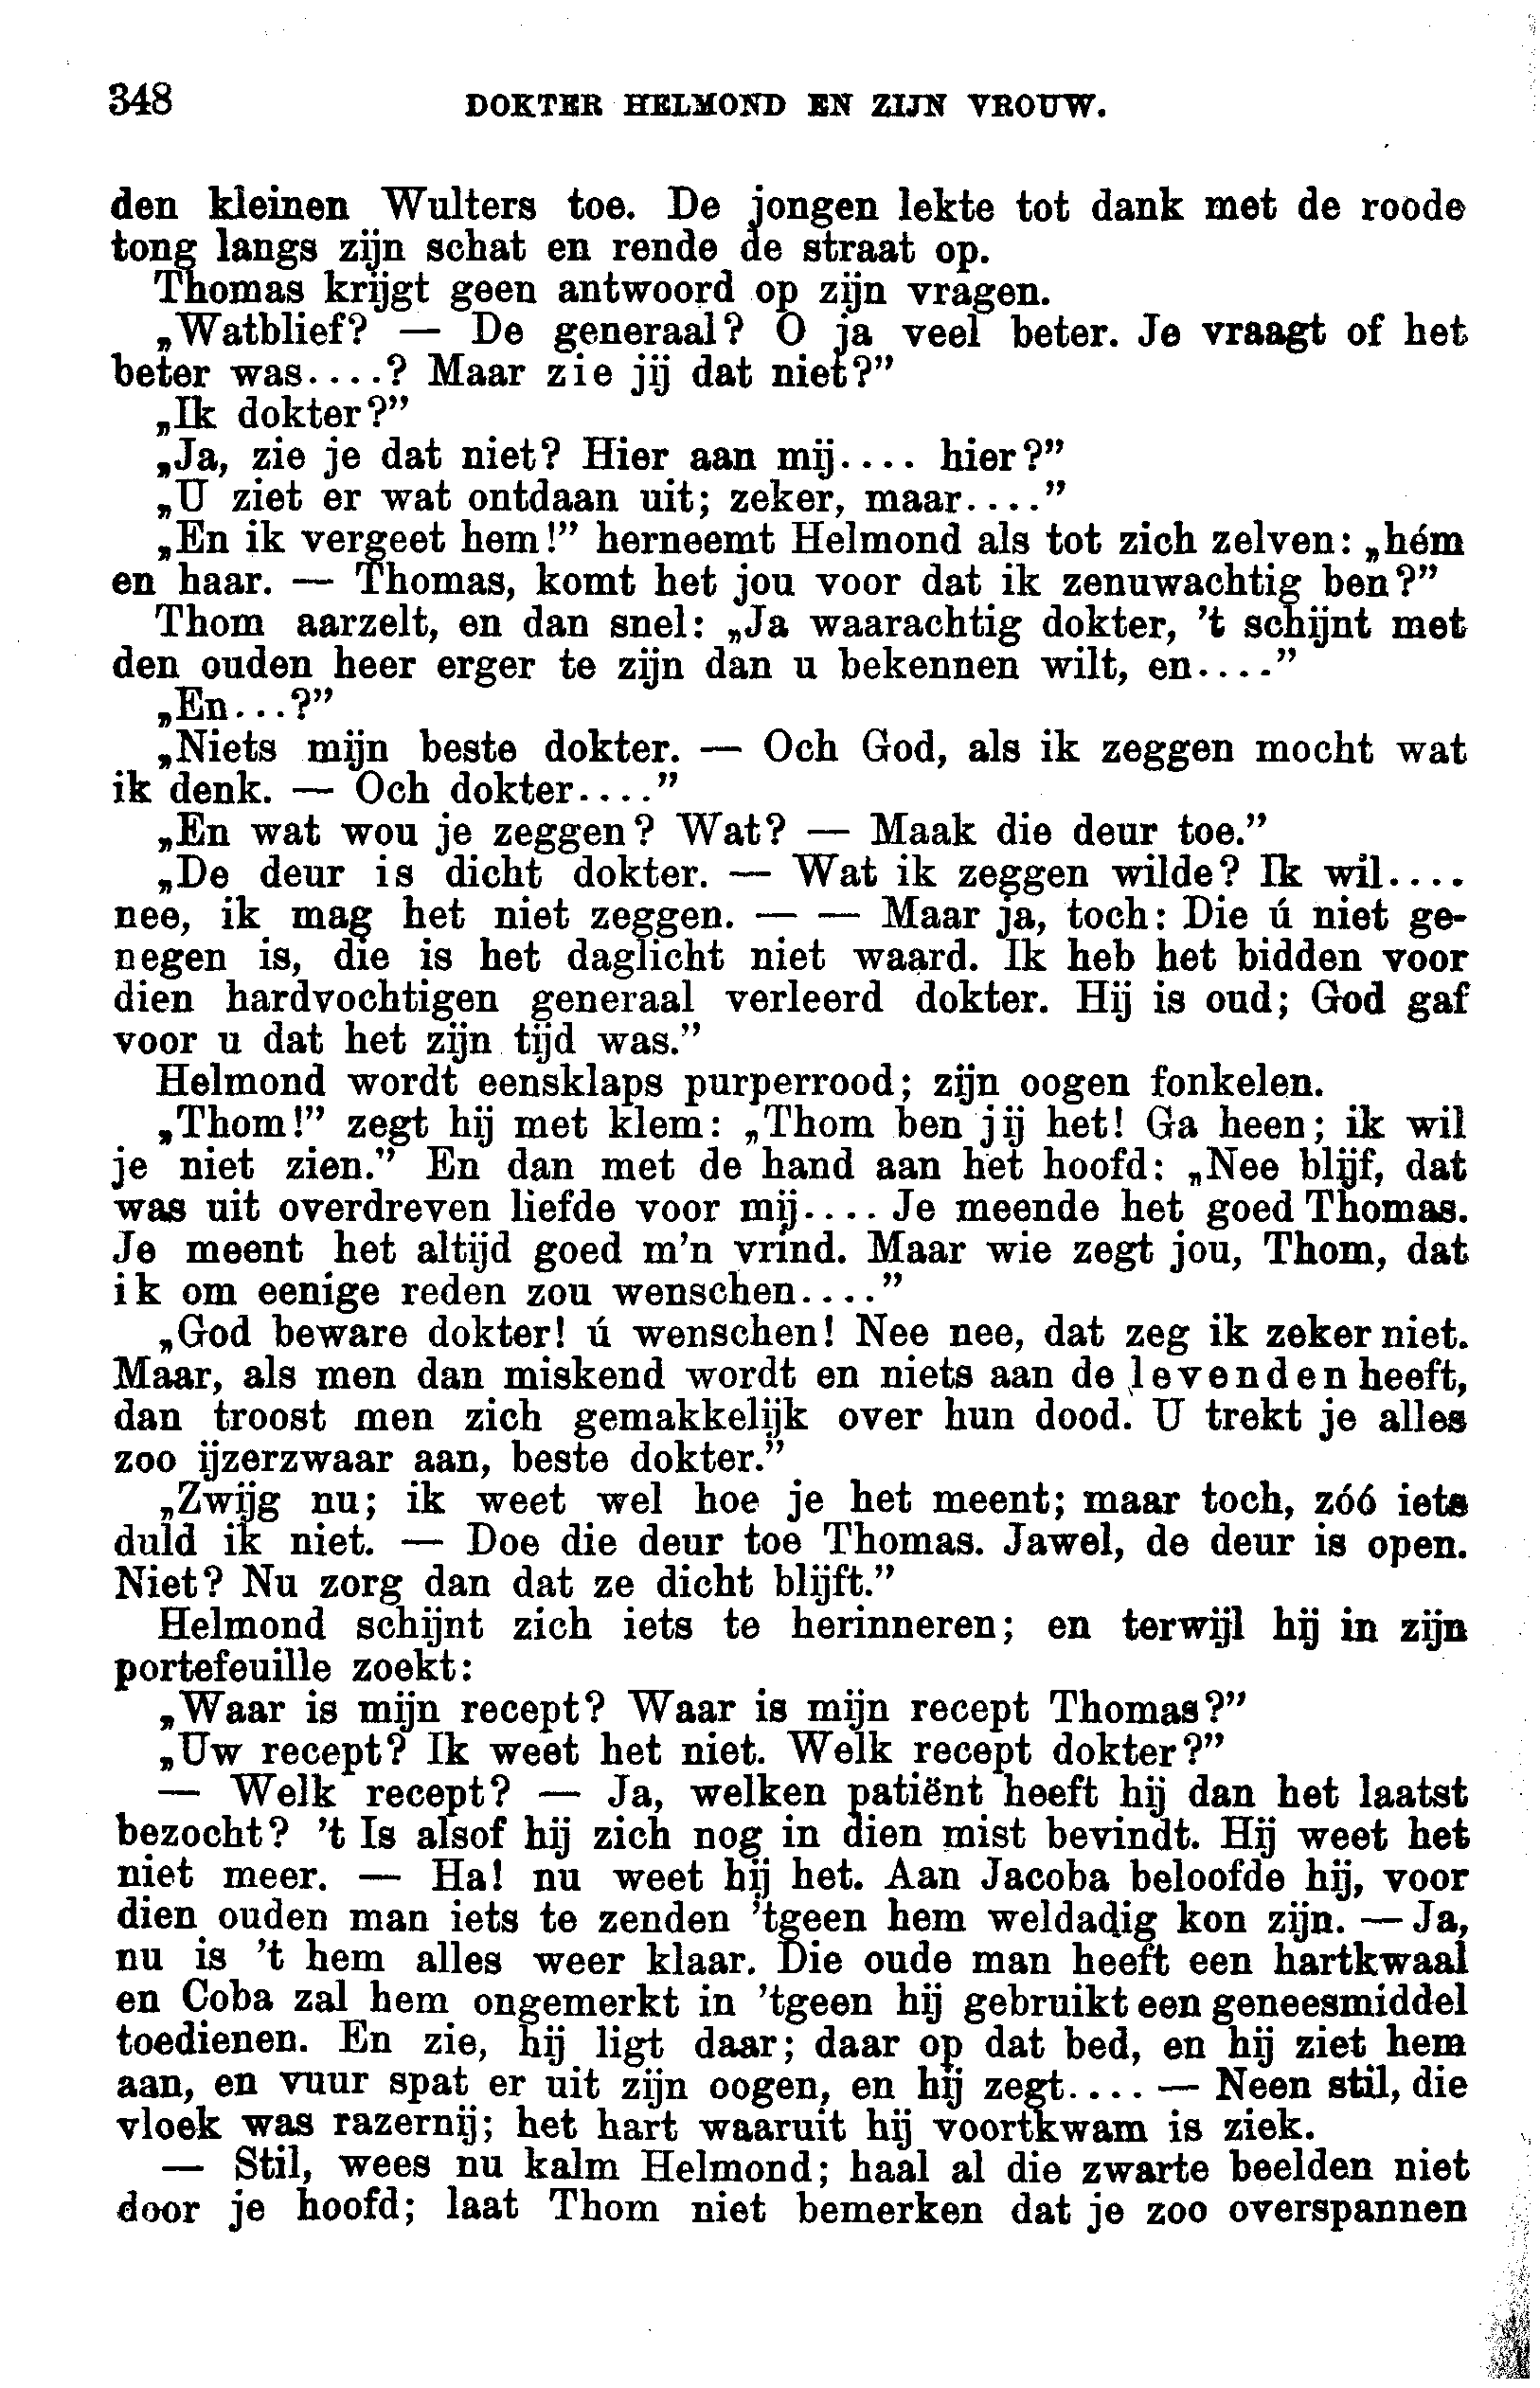 348 DOKTER HELMOND EN ZIJN VROUW.
den kleinen Wulters toe. De jongen lekte tot dank met de roode
tong langs zijn schat en rende de straat op.
Thomas krijgt geen antwoord op zijn vragen.
„Watblief? — De generaal? O ja veel beter. Je vraagt of het
beter was....? Maar zie jij dat niet?”
„Ik dokter?”
„Ja, zie je dat niet? Hier aan mij.... hier?”
„U ziet er wat ontdaan uit; zeker, maar....”
„En ik vergeet hem!” herneemt Helmond als tot zich zelven: „hém
en haar. — Thomas, komt het jou voor dat ik zenuwachtig ben?”
Thom aarzelt, en dan snel: „Ja waarachtig dokter, 't schijnt met
den ouden heer erger te zijn dan u bekennen wilt, en....”
„En...?”
„Niets mijn beste dokter. — Och God, als ik zeggen mocht wat
ik denk. — Och dokter....”
„En wat wou je zeggen? Wat? — Maak die deur toe.”
„De deur is dicht dokter. — Wat ik zeggen wilde? Ik wil....
nee, ik mag het niet zeggen. — — Maar ja, toch: Die ú niet ge-
negen is, die is het daglicht niet waard. Ik heb het bidden voor
dien hardvochtigen generaal verleerd dokter. Hij is oud; God gaf
voor u dat het zijn tijd was.”
Helmond wordt eensklaps purperrood; zijn oogen fonkelen.
„Thom!” zegt hij met klem: „Thom ben jij het! Ga heen; ik wil
je niet zien.” En dan met de hand aan het hoofd: „Nee blijf, dat
was uit overdreven liefde voor mij.... Je meende het goed Thomas.
Je meent het altijd goed m'n vrind. Maar wie zegt jou, Thom, dat
ik om eenige reden zou wenschen....”
„God beware dokter! ú wenschen! Nee nee, dat zeg ik zeker niet.
Maar, als men dan miskend wordt en niets aan de levenden heeft,
dan troost men zich gemakkelijk over hun dood. U trekt je alles
zoo ijzerzwaar aan, beste dokter.”
„Zwijg nu; ik weet wel hoe je het meent; maar toch, zóó iets
duld ik niet. — Doe die deur toe Thomas. Jawel, de deur is open.
Niet? Nu zorg dan dat ze dicht blijft.”
Helmond schijnt zich iets te herinneren; en terwijl hij in zijn
portefeuille zoekt:
„Waar is mijn recept? Waar is mijn recept Thomas?”
„Uw recept? Ik weet het niet. Welk recept dokter?”
— Welk recept? — Ja, welken patiënt heeft hij dan het laatst
bezocht? 't Is alsof hij zich nog in dien mist bevindt. Hij weet het
niet meer. — Ha! nu weet hij het. Aan Jacoba beloofde hij, voor
dien ouden man iets te zenden 'tgeen hem weldadig kon zijn. — Ja,
nu is 't hem alles weer klaar. Die oude man heeft een hartkwaal
en Coba zal hem ongemerkt in 'tgeen hij gebruikt een geneesmiddel
toedienen. En zie, hij ligt daar; daar op dat bed, en hij ziet hem
aan, en vuur spat er uit zijn oogen, en hij zegt.... — Neen stil, die
vloek was razernij; het hart waaruit hij voortkwam is ziek.
— Stil, wees nu kalm Helmond; haal al die zwarte beelden niet
door je hoofd; laat Thom niet bemerken dat je zoo overspannen